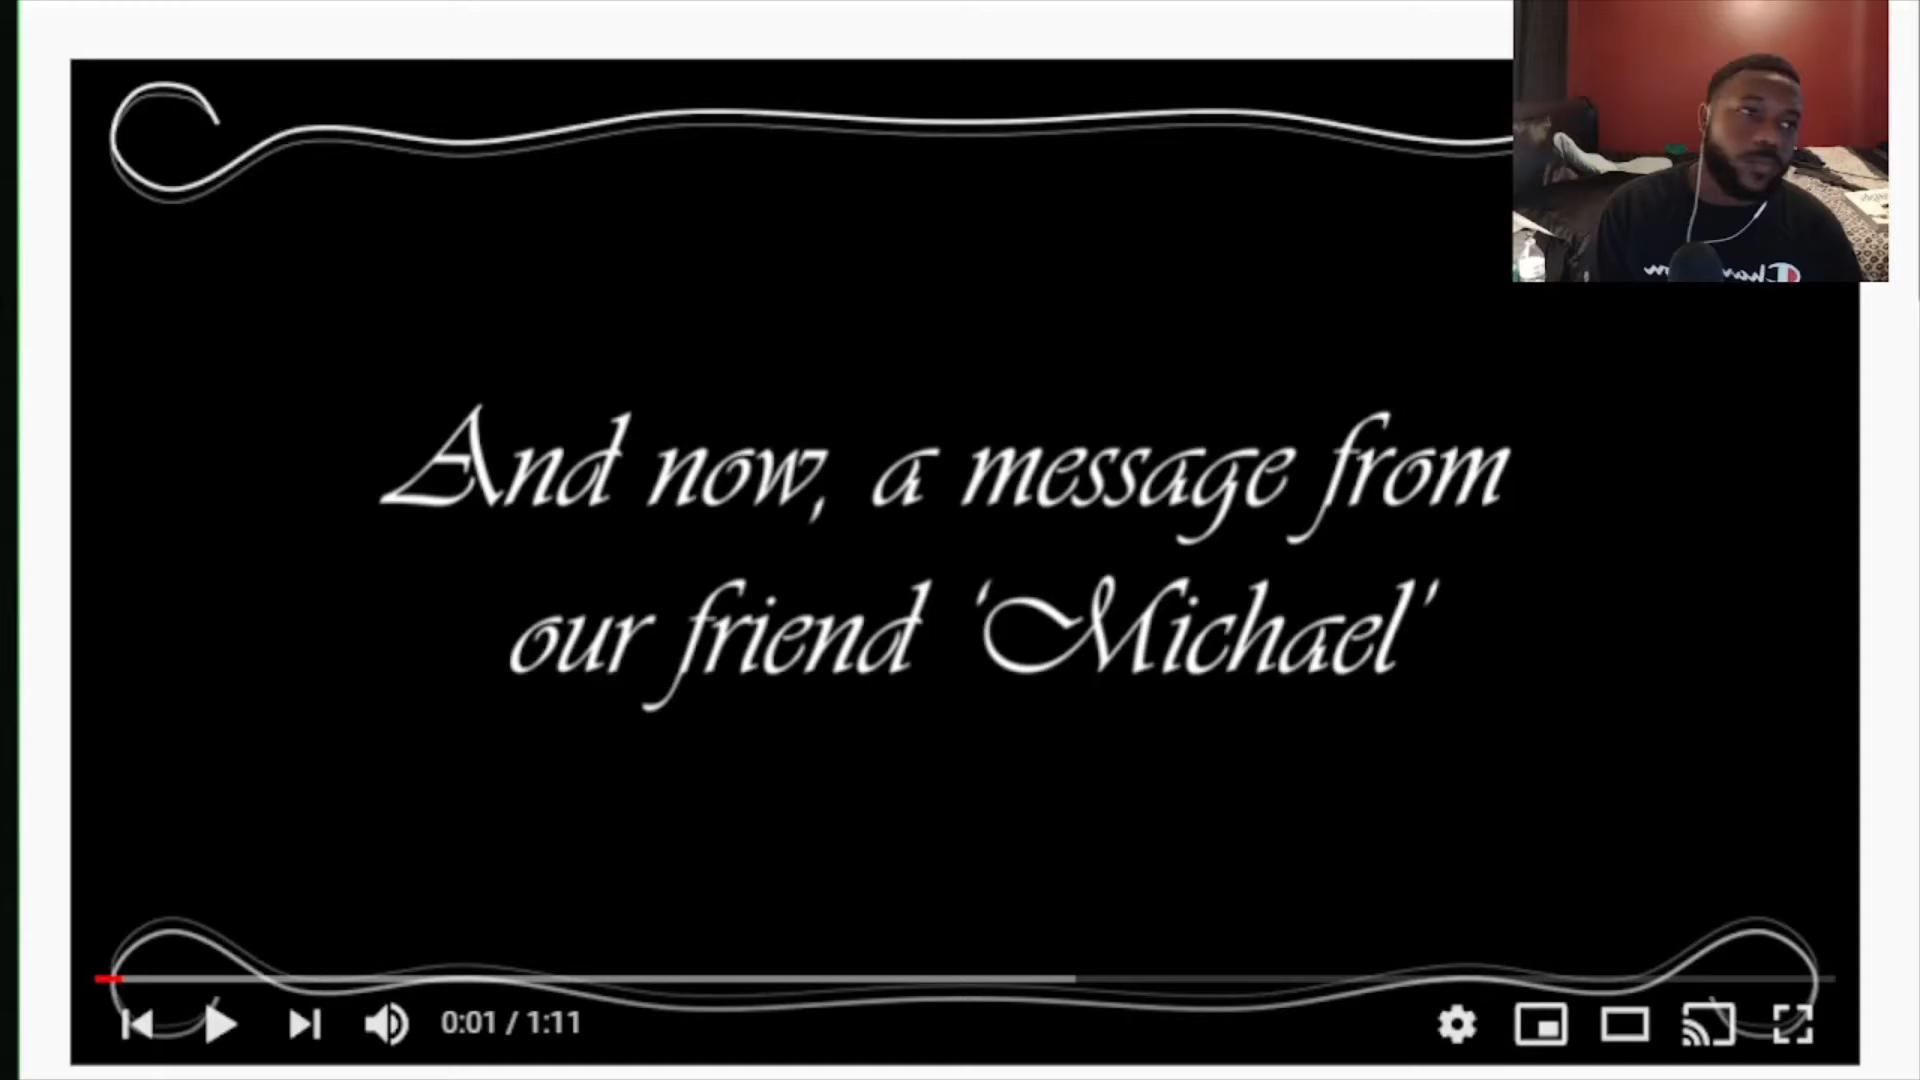 And now, a message from
our friend 'Michael'
0:01 / 1:11